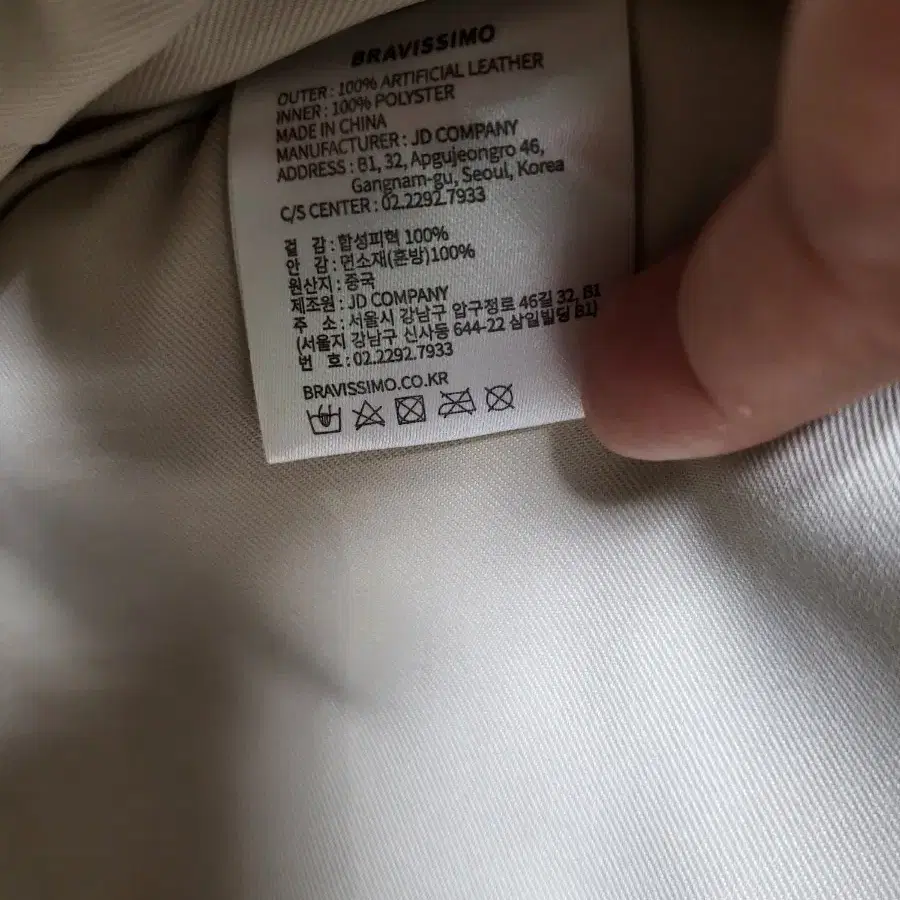 BRAVISSIMO
OUTER : 100% ARTIFICIAL LEATHER
INNER : 100% POLYSTER
MADE IN CHINA
MANUFACTURER : JD COMPANY
ADDRESS : B1, 32, Apgujeongro 46,
Gangnam-gu, Seoul, Korea
C/S CENTER : 02.2292.7933
겉 감 : 합성피혁 100%
안 감 : 면소재(혼방)100%
원산지 : 중국
제조원 : JD COMPANY
주 소 : 서울시 강남구 압구정로 46길 32, B1
(서울지 강남구 신사동 644-22 삼일빌딩 B1)
번 호 : 02.2292.7933
BRAVISSIMO.CO.KR